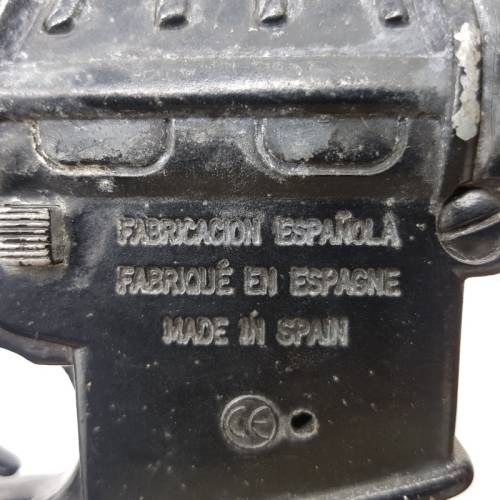 FABRICACION ESPAÑOLA
FABRIQUÉ EN ESPAGNE
MADE IN SPAIN
CE